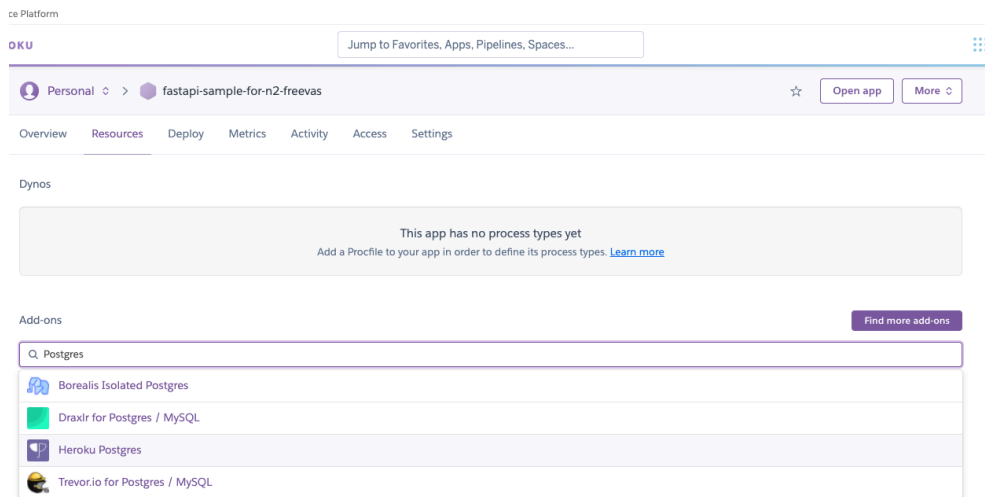 ce Platform
OKU
Jump to Favorites, Apps, Pipelines, Spaces...
Personal > fastapi-sample-for-n2-freevas
Open app More
Overview Resources Deploy Metrics Activity Access Settings
Dynos
This app has no process types yet
Add a Procfile to your app in order to define its process types. Learn more
Add-ons
Find more add-ons
Postgres
Borealis Isolated Postgres
Draxlr for Postgres / MySQL
Heroku Postgres
Trevor.io for Postgres / MySQL